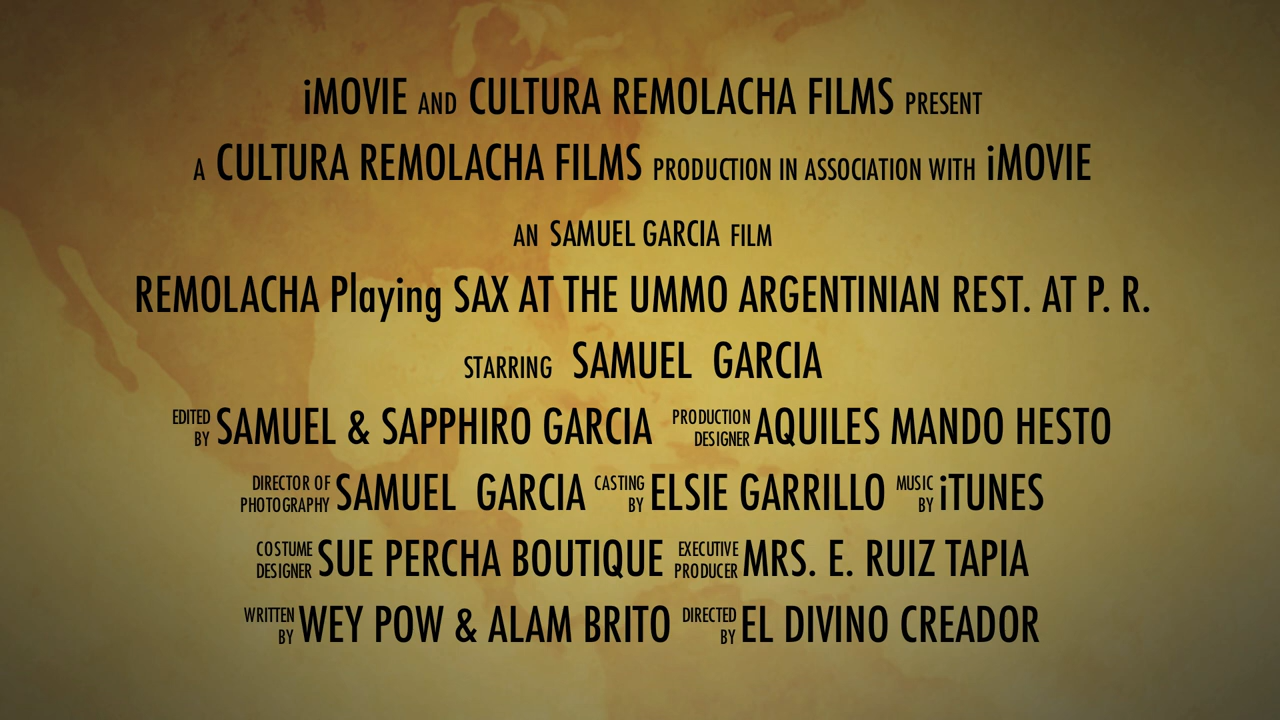 iMOVIE AND CULTURA REMOLACHA FILMS PRESENT
A CULTURA REMOLACHA FILMS PRODUCTION IN ASSOCIATION WITH iMOVIE
AN SAMUEL GARCIA FILM
REMOLACHA Playing SAX AT THE UMMO ARGENTINIAN REST. AT P. R.
STARRING SAMUEL GARCIA
EDITED BY SAMUEL & SAPPHIRO GARCIA PRODUCTION DESIGNER AQUILES MANDO HESTO
DIRECTOR OF PHOTOGRAPHY SAMUEL GARCIA CASTING BY ELSIE GARRILLO MUSIC BY iTUNES
COSTUME DESIGNER SUE PERCHA BOUTIQUE EXECUTIVE PRODUCER MRS. E. RUIZ TAPIA
WRITTEN BY WEY POW & ALAM BRITO DIRECTED BY EL DIVINO CREADOR